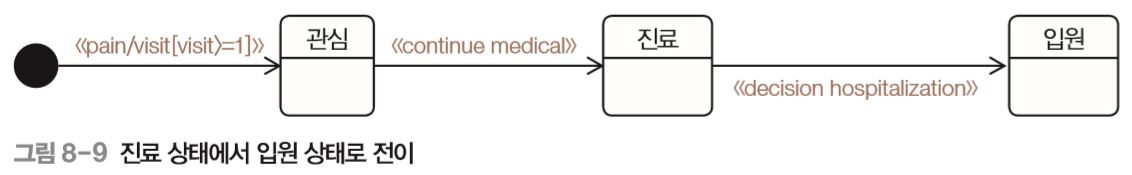 《pain/visit[visit〉=1]》
관심
《continue medical》
진료
《decision hospitalization》
입원
그림 8-9 진료 상태에서 입원 상태로 전이